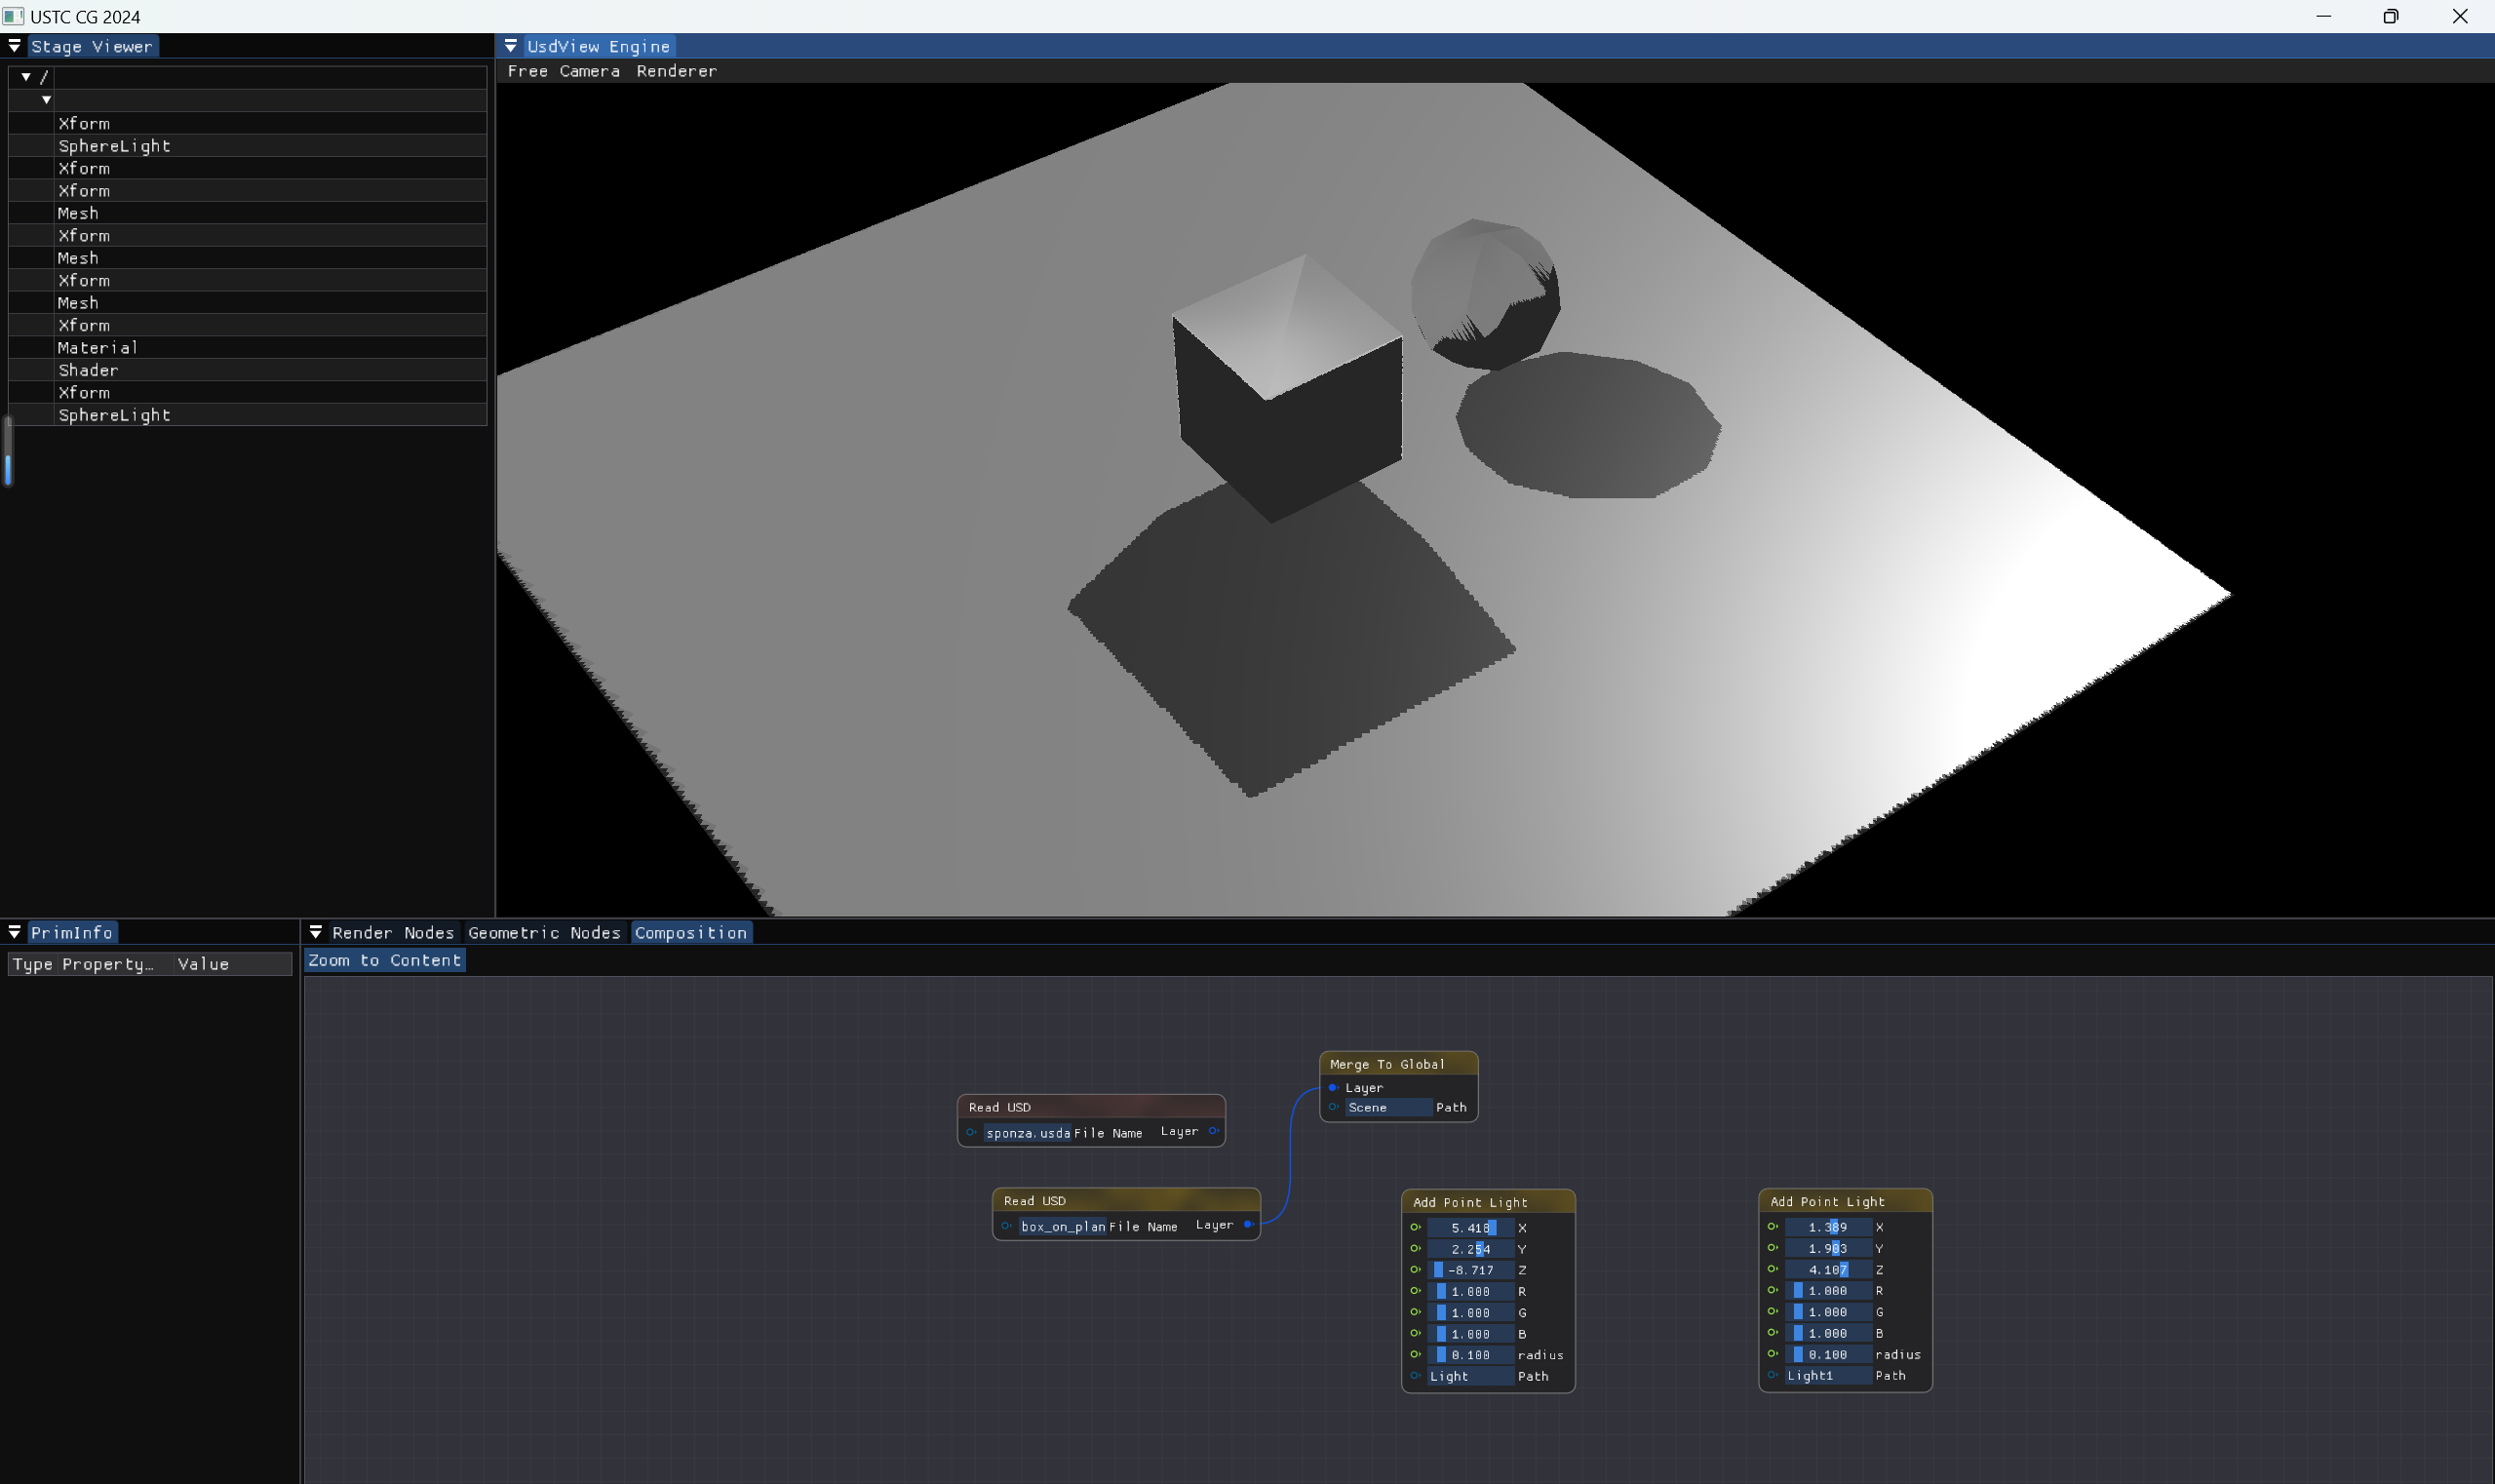 USTC CG 2024
Stage Viewer
/
Xform
SphereLight
Xform
Xform
Mesh
Xform
Mesh
Xform
Mesh
Xform
Material
Shader
Xform
SphereLight
UsdView Engine
Free Camera Renderer
PrimInfo
Type Property… Value
Render Nodes Geometric Nodes Composition
Zoom to Content
Merge To Global
Layer
Scene Path
Read USD
sponza.usda File Name Layer
Read USD
box_on_plan File Name Layer
Add Point Light
5.418 X
2.254 Y
-8.717 Z
1.000 R
1.000 G
1.000 B
0.100 radius
Light Path
Add Point Light
1.389 X
1.903 Y
4.107 Z
1.000 R
1.000 G
1.000 B
0.100 radius
Light1 Path